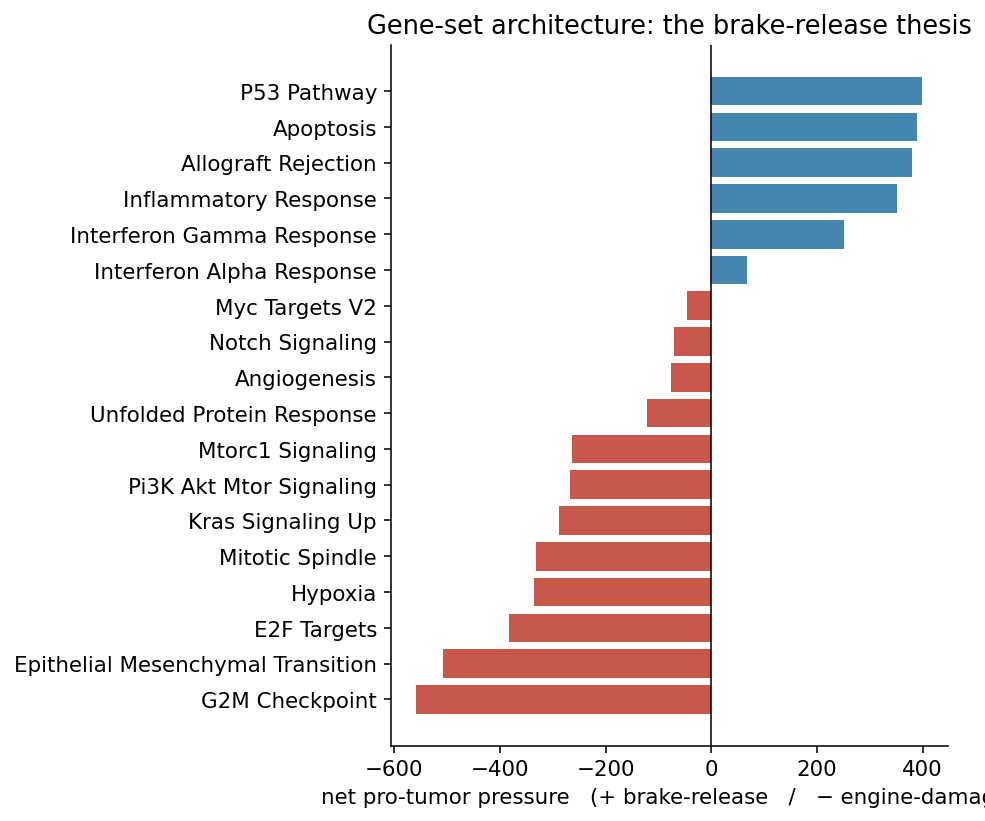 Gene-set architecture: the brake-release thesis
P53 Pathway
Apoptosis
Allograft Rejection
Inflammatory Response
Interferon Gamma Response
Interferon Alpha Response
Myc Targets V2
Notch Signaling
Angiogenesis
Unfolded Protein Response
Mtorc1 Signaling
Pi3K Akt Mtor Signaling
Kras Signaling Up
Mitotic Spindle
Hypoxia
E2F Targets
Epithelial Mesenchymal Transition
G2M Checkpoint
−600 −400 −200 0 200 400
net pro-tumor pressure (+ brake-release / − engine-damag